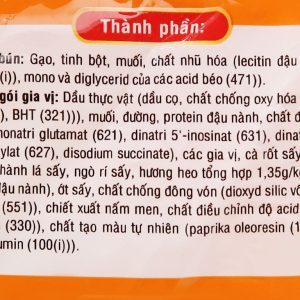 Thành phần:
bún: Gạo, tinh bột, muối, chất nhũ hóa (lecitin đậu
(i)), mono và diglycerid của các acid béo (471)).
gói gia vị: Dầu thực vật (dầu cọ, chất chống oxy hóa
), BHT (321))), muối, đường, protein đậu nành, chất đ
monatri glutamat (621), dinatri 5'-inosinat (631), dina
ylat (627), disodium succinate), các gia vị, cà rốt sấy
hành lá sấy, ngò rí sấy, hương heo tổng hợp 1,35g/k
đậu nành), ớt sấy, chất chống đông vón (dioxyd silic vô
(551)), chiết xuất nấm men, chất điều chỉnh độ acid
(330)), chất tạo màu tự nhiên (paprika oleoresin (1
umin (100(i))).